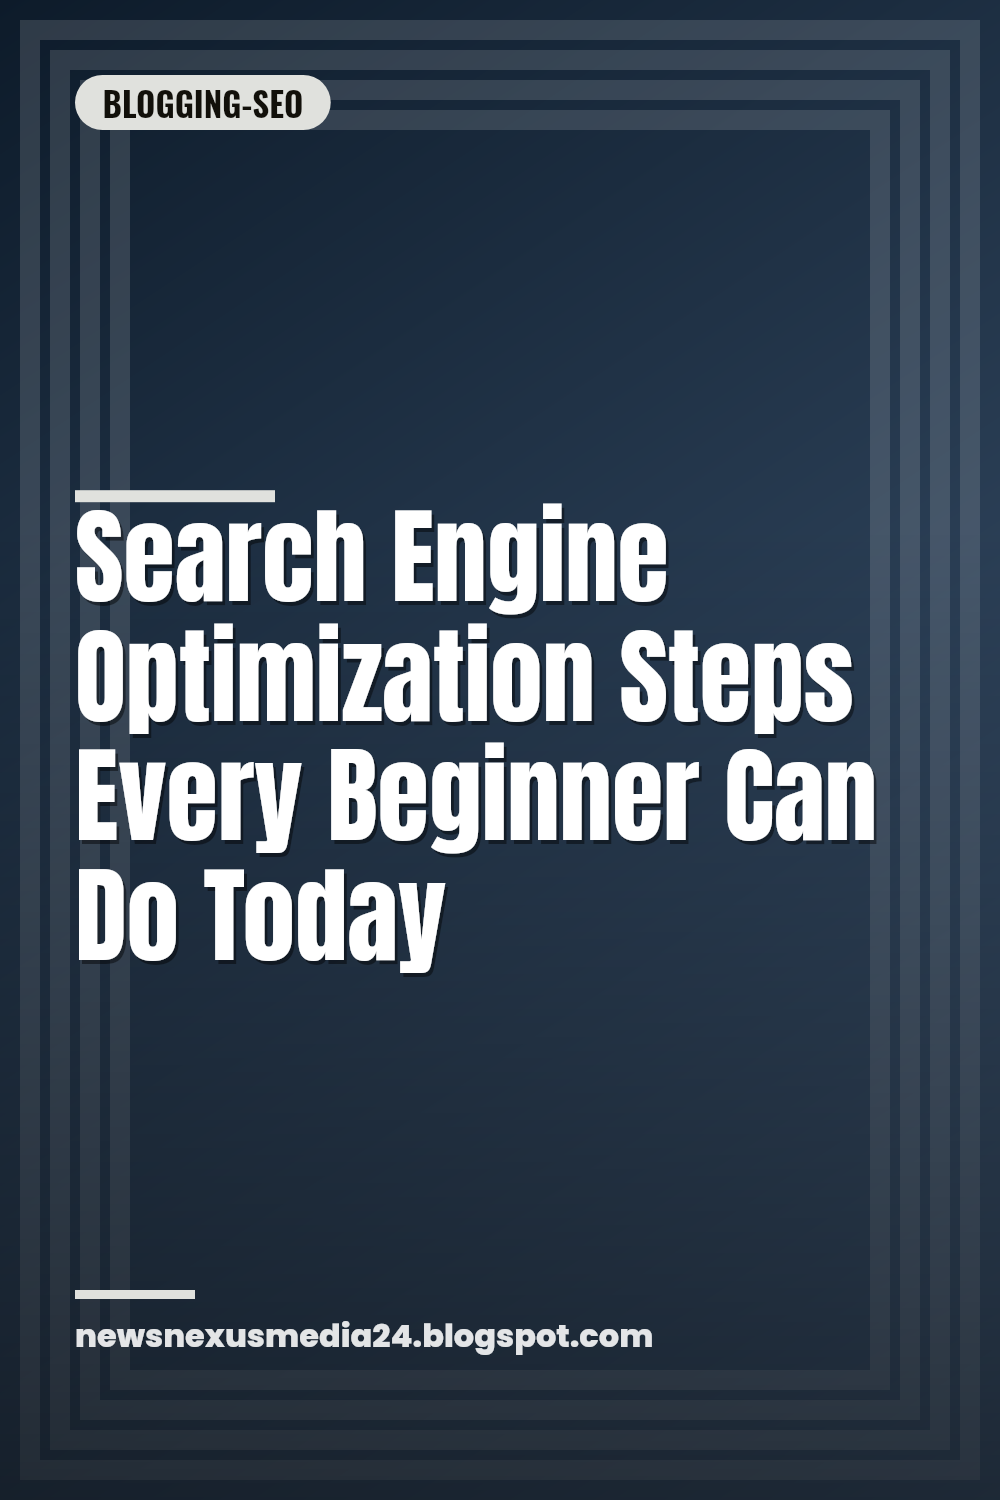 BLOGGING-SEO
Search Engine
Optimization Steps
Every Beginner Can
Do Today
newsnexusmedia24.blogspot.com